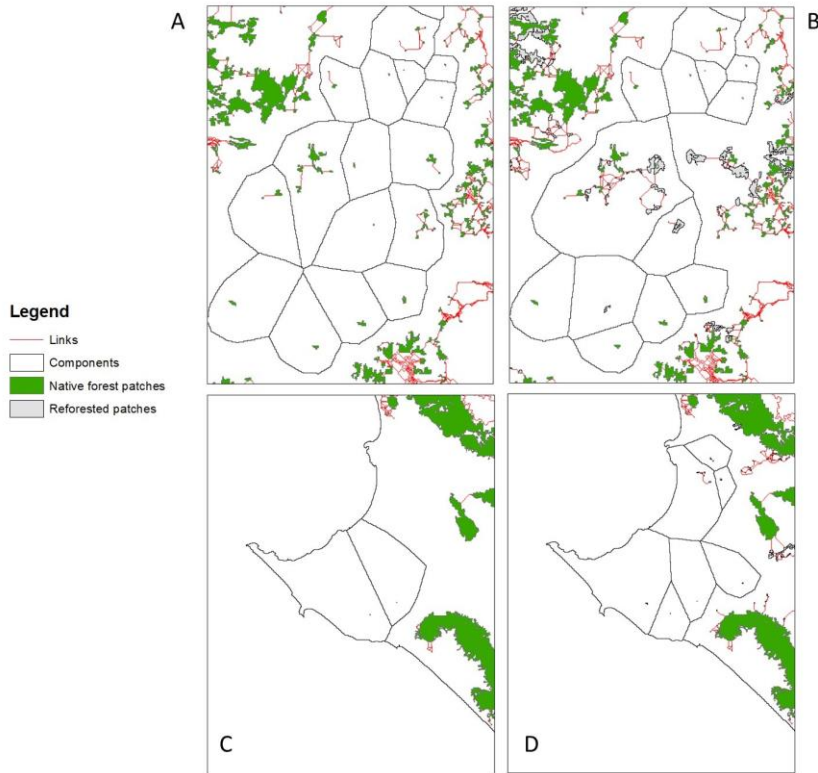 A
B
Legend
Links
Components
Native forest patches
Reforested patches
C
D